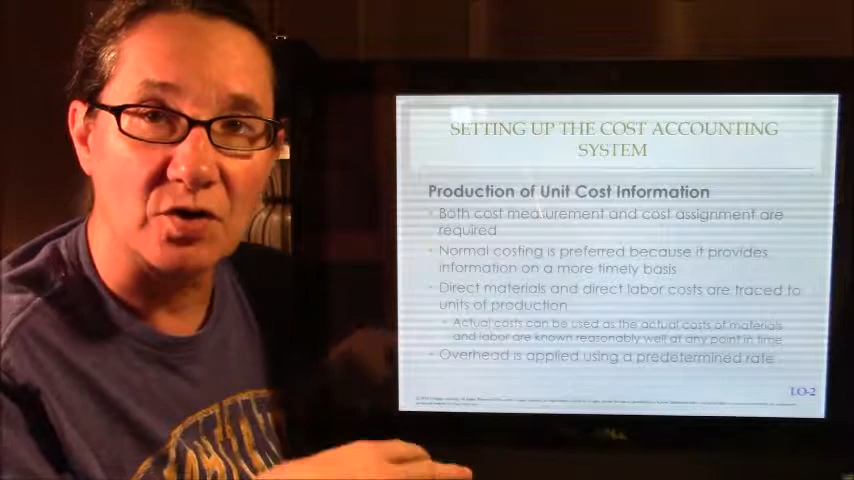 SETTING UP THE COST ACCOUNTING
SYSTEM
Production of Unit Cost Information
Both cost measurement and cost assignment are
required
Normal costing is preferred because it provides
information on a more timely basis
Direct materials and direct labor costs are traced to
units of production
Actual costs can be used as the actual costs of materials
and labor are known reasonably well at any point in time
Overhead is applied using a predetermined rate
LO-2